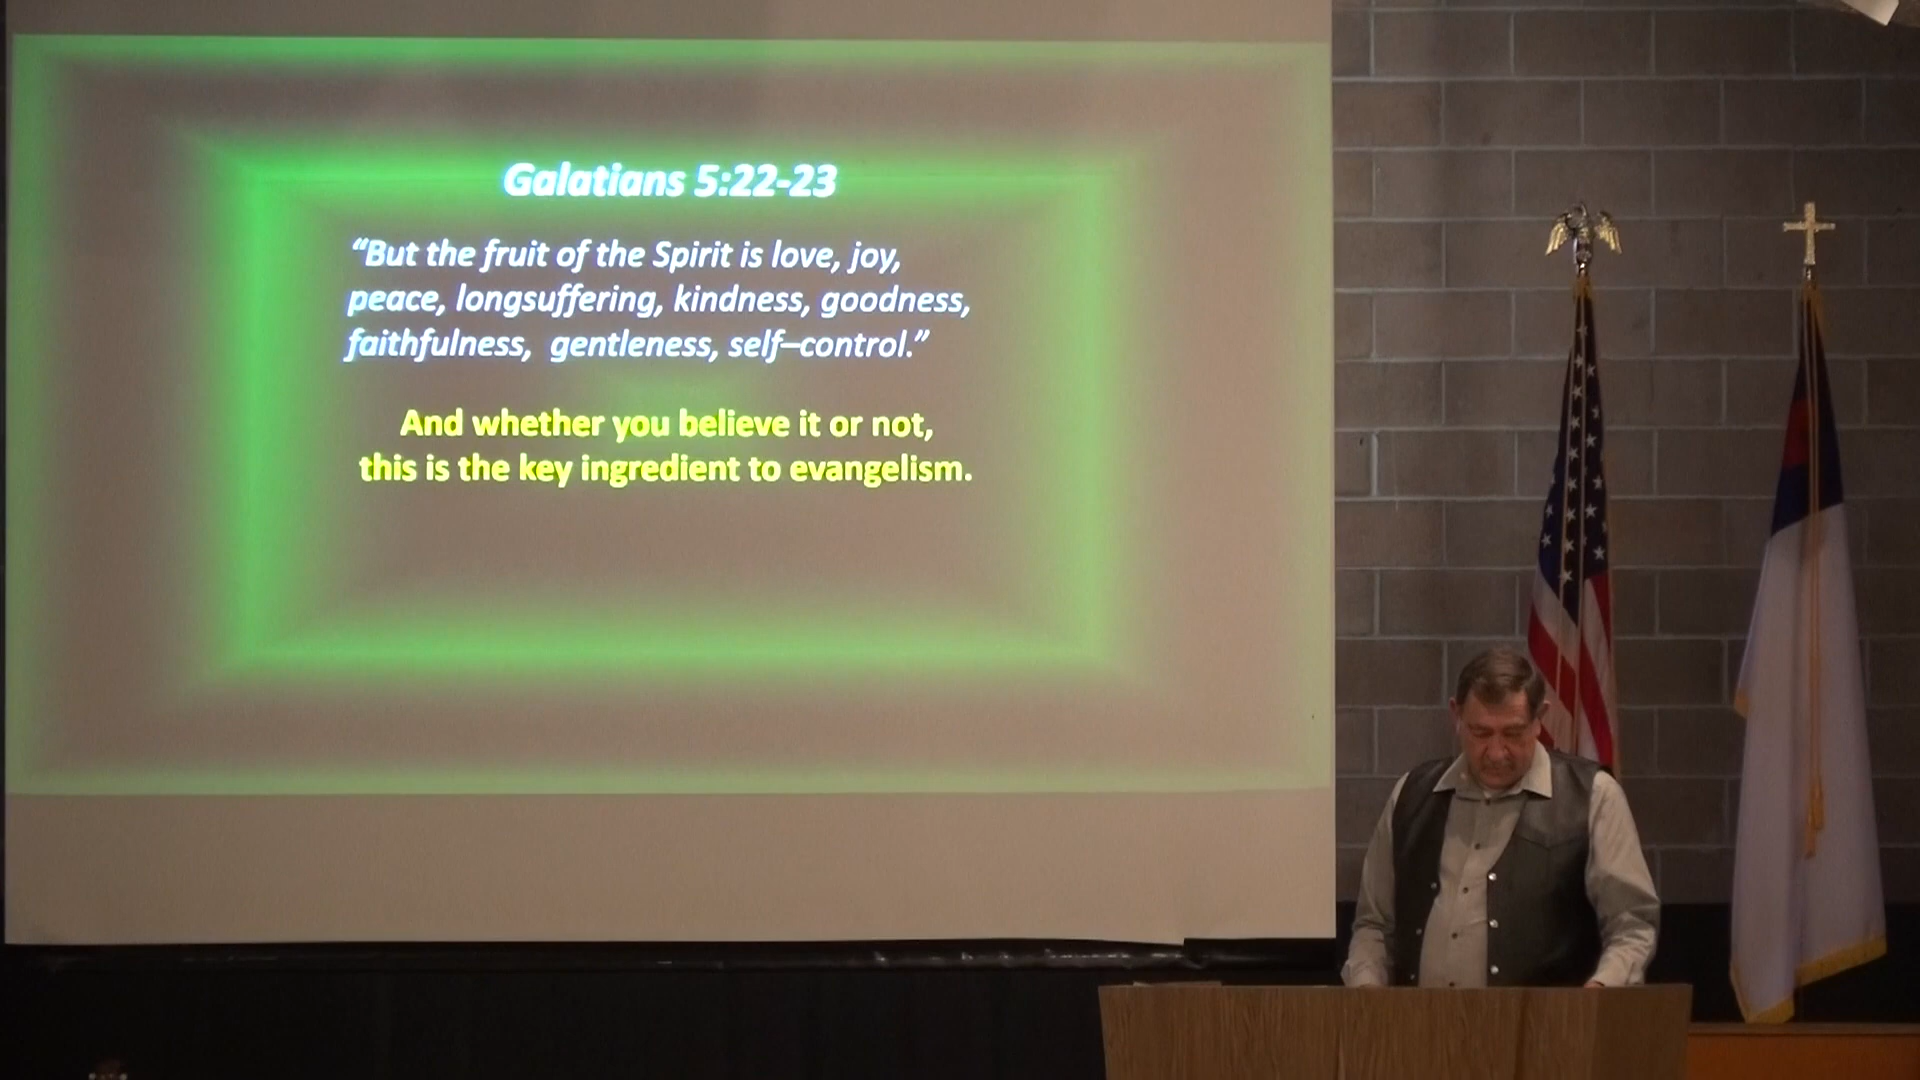 Galatians 5:22-23
“But the fruit of the Spirit is love, joy,
peace, longsuffering, kindness, goodness,
faithfulness,  gentleness, self–control.”
And whether you believe it or not,
this is the key ingredient to evangelism.